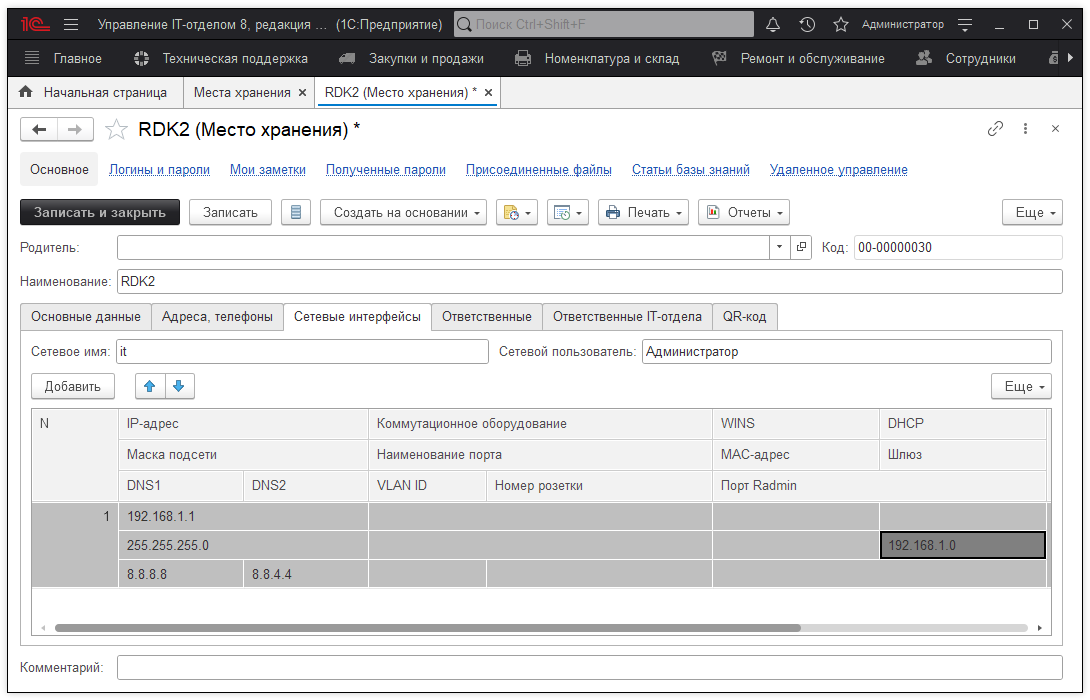 1С Управление IT-отделом 8, редакция ... (1С:Предприятие) Поиск Ctrl+Shift+F Администратор
Главное Техническая поддержка Закупки и продажи Номенклатура и склад Ремонт и обслуживание Сотрудники
Начальная страница Места хранения × RDK2 (Место хранения) * ×
RDK2 (Место хранения) *
Основное Логины и пароли Мои заметки Полученные пароли Присоединенные файлы Статьи базы знаний Удаленное управление
Записать и закрыть Записать Создать на основании Печать Отчеты Еще
Родитель: Код: 00-00000030
Наименование: RDK2
Основные данные Адреса, телефоны Сетевые интерфейсы Ответственные Ответственные IT-отдела QR-код
Сетевое имя: it Сетевой пользователь: Администратор
Добавить Еще
N IP-адрес Коммутационное оборудование WINS DHCP
Маска подсети Наименование порта MAC-адрес Шлюз
DNS1 DNS2 VLAN ID Номер розетки Порт Radmin
1 192.168.1.1
255.255.255.0 192.168.1.0
8.8.8.8 8.8.4.4
Комментарий: